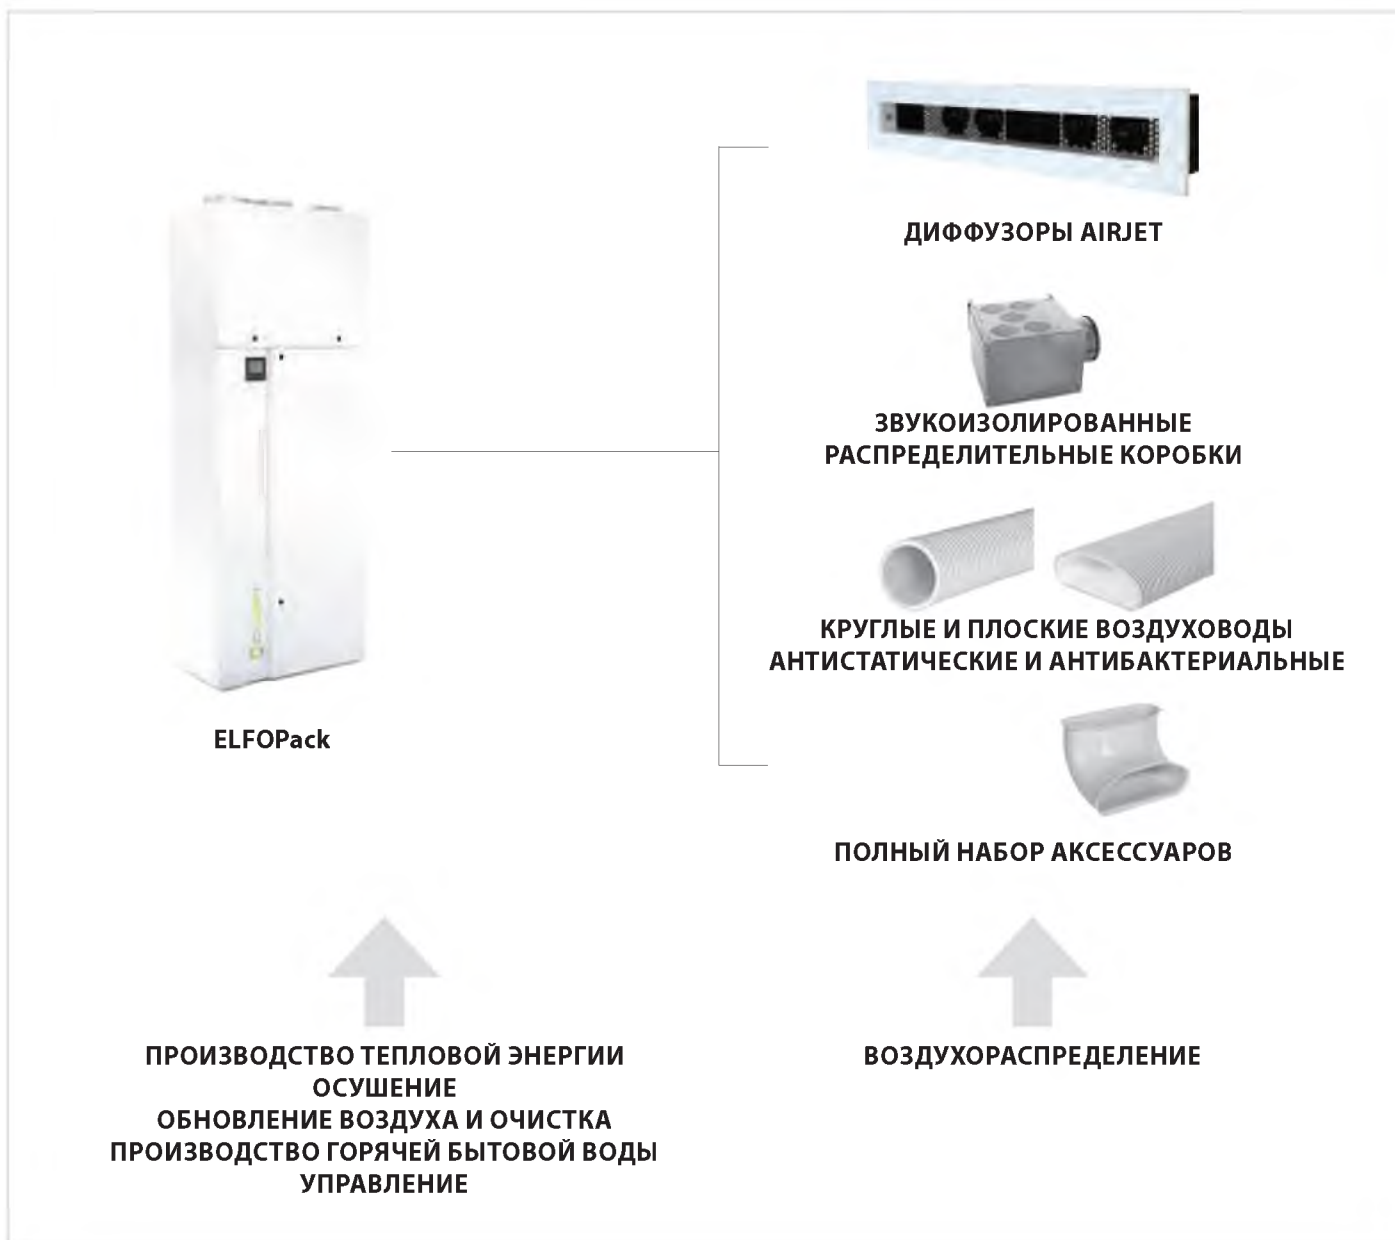 ДИФФУЗОРЫ AIRJET
ЗВУКОИЗОЛИРОВАННЫЕ
РАСПРЕДЕЛИТЕЛЬНЫЕ КОРОБКИ
КРУГЛЫЕ И ПЛОСКИЕ ВОЗДУХОВОДЫ
АНТИСТАТИЧЕСКИЕ И АНТИБАКТЕРИАЛЬНЫЕ
ELFOPack
ПОЛНЫЙ НАБОР АКСЕССУАРОВ
ПРОИЗВОДСТВО ТЕПЛОВОЙ ЭНЕРГИИ
ОСУШЕНИЕ
ОБНОВЛЕНИЕ ВОЗДУХА И ОЧИСТКА
ПРОИЗВОДСТВО ГОРЯЧЕЙ БЫТОВОЙ ВОДЫ
УПРАВЛЕНИЕ
ВОЗДУХОРАСПРЕДЕЛЕНИЕ